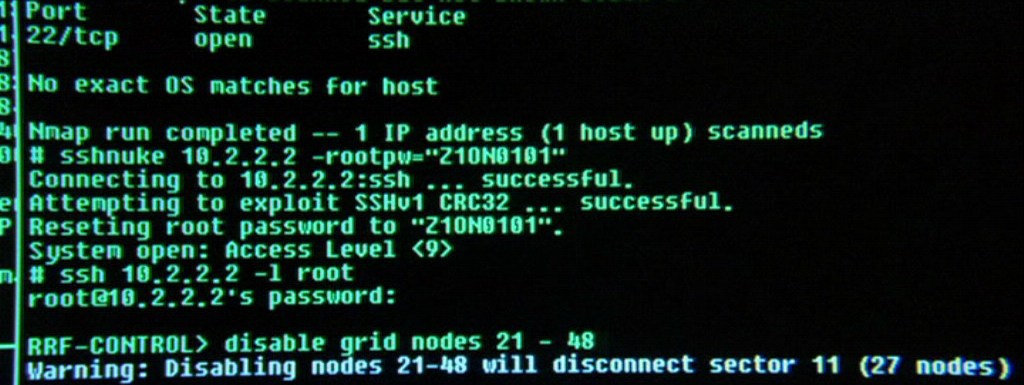 Port State Service
22/tcp open ssh
No exact OS matches for host
Nmap run completed -- 1 IP address (1 host up) scanneds
# sshnuke 10.2.2.2 -rootpw="Z1ON0101"
Connecting to 10.2.2.2:ssh ... successful.
Attempting to exploit SSHv1 CRC32 ... successful.
Reseting root password to "Z1ON0101".
System open: Access Level <9>
# ssh 10.2.2.2 -l root
root@10.2.2.2's password:
RRF-CONTROL> disable grid nodes 21 - 48
Warning: Disabling nodes 21-48 will disconnect sector 11 (27 nodes)